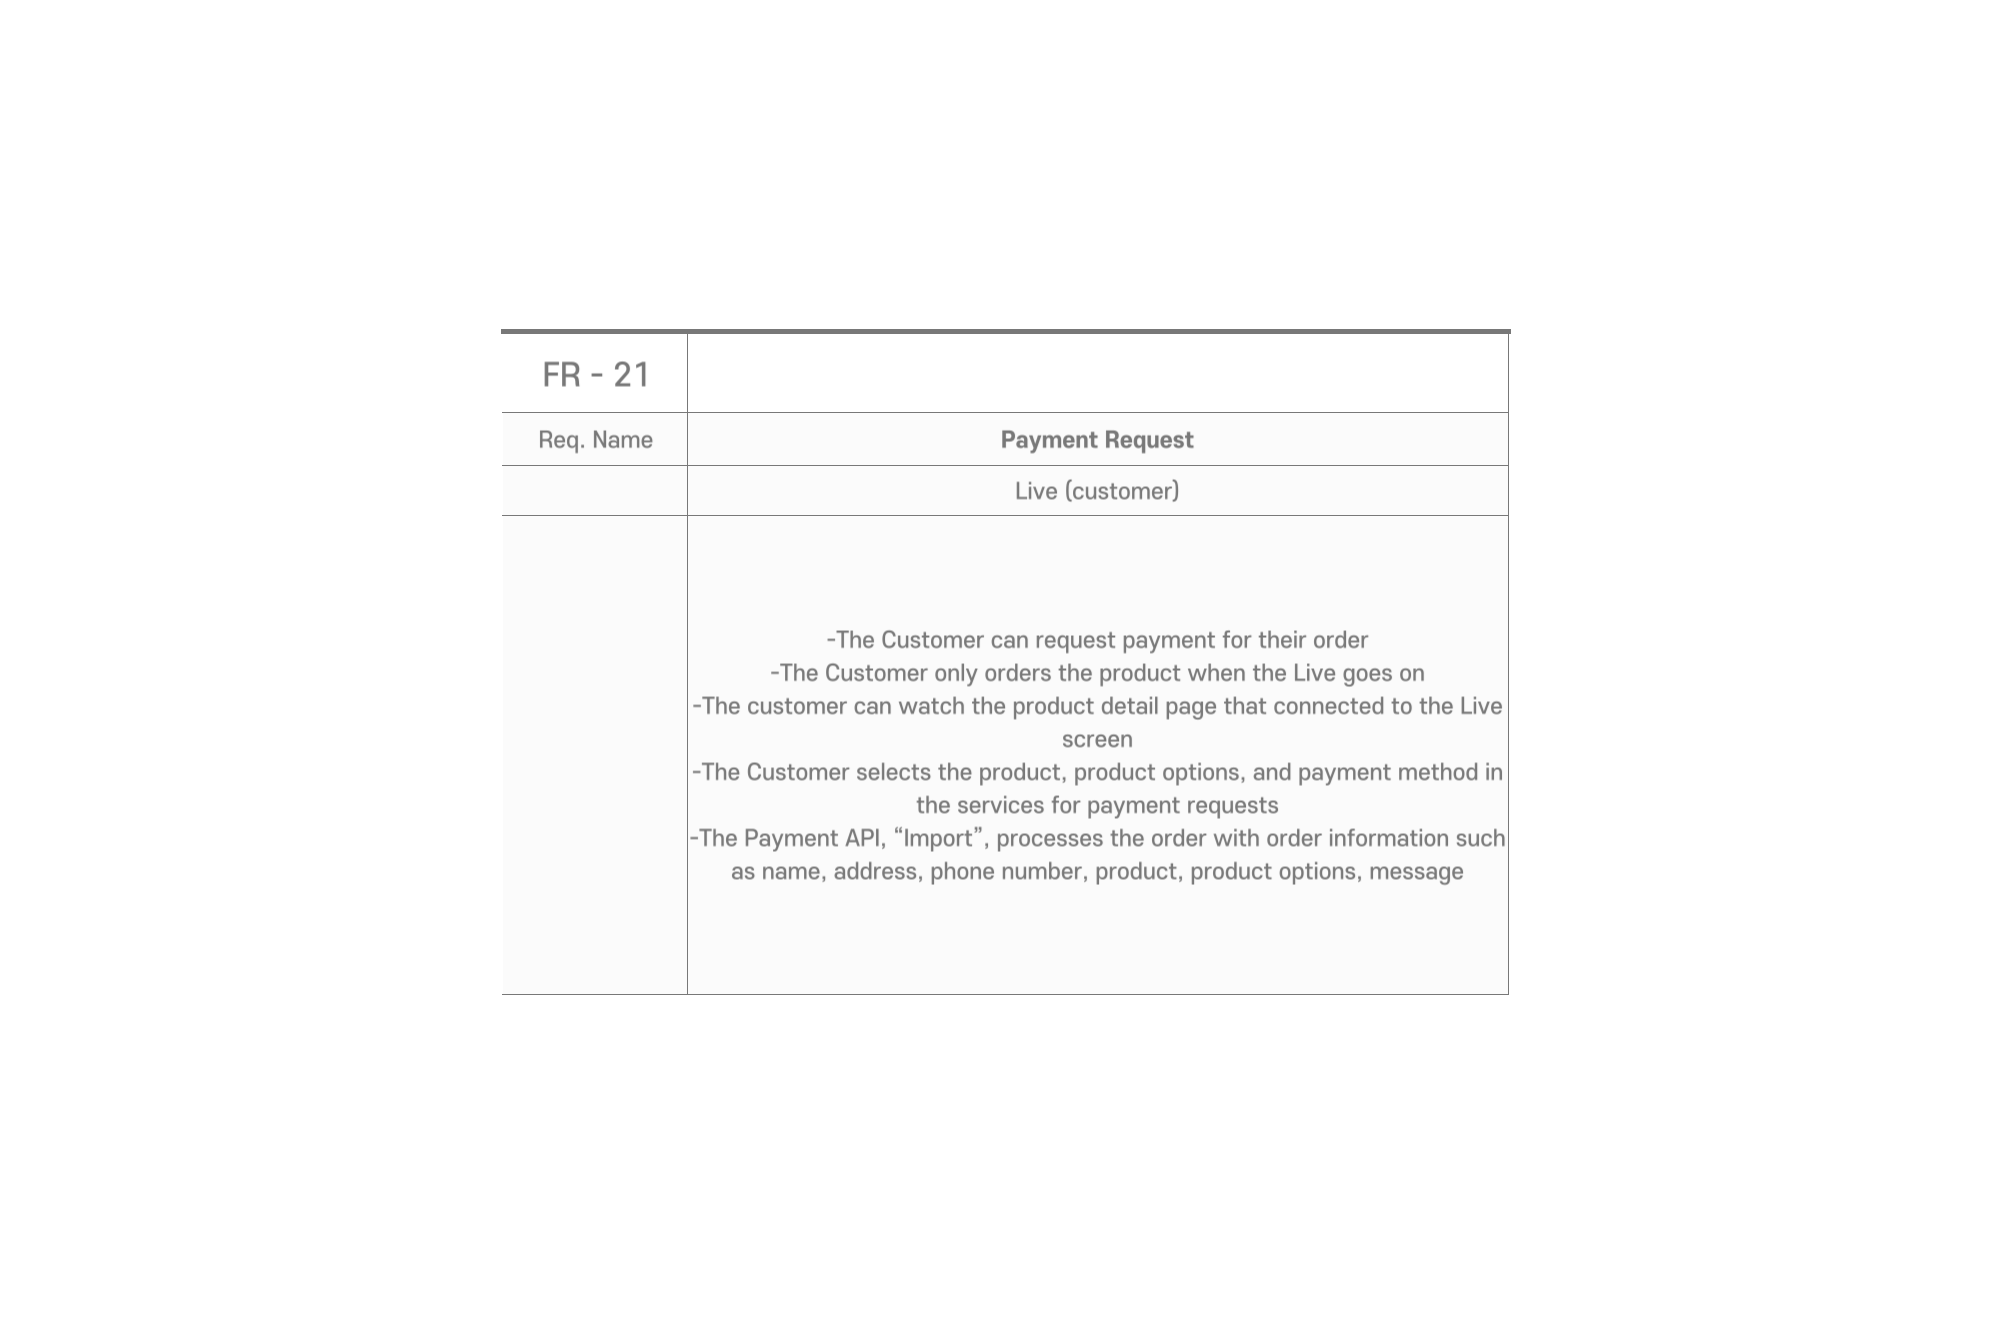 FR - 21
Req. Name
Payment Request
Live (customer)
-The Customer can request payment for their order
-The Customer only orders the product when the Live goes on
-The customer can watch the product detail page that connected to the Live
screen
-The Customer selects the product, product options, and payment method in
the services for payment requests
-The Payment API, “Import”, processes the order with order information such
as name, address, phone number, product, product options, message